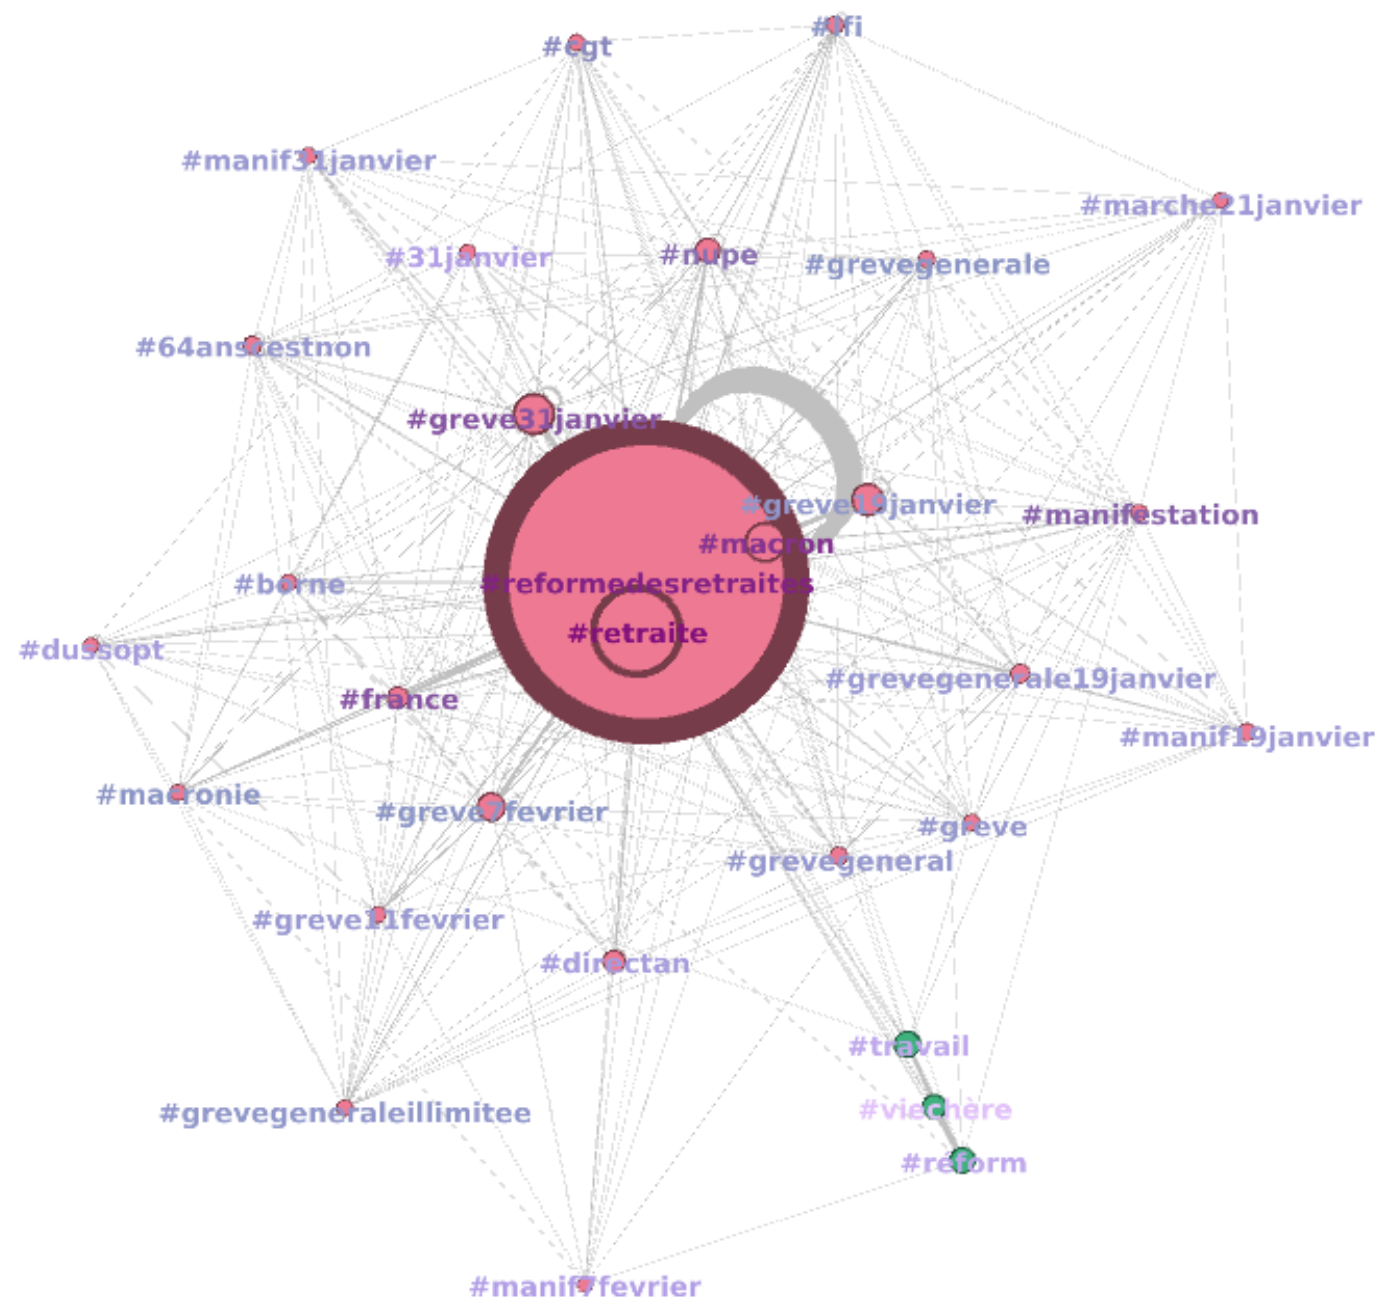 #lfi
#cgt
#manif31janvier
#marche21janvier
#31janvier
#nupe
#grevegenerale
#64anscestnon
#greve31janvier
#greve19janvier
#manifestation
#macron
#borne
#reformedesretraites
#retraite
#dussopt
#grevegenerale19janvier
#france
#manif19janvier
#macronie
#greve7fevrier
#greve
#grevegeneral
#greve11fevrier
#directan
#travail
#viechère
#grevegeneraleillimitee
#reform
#manif7fevrier